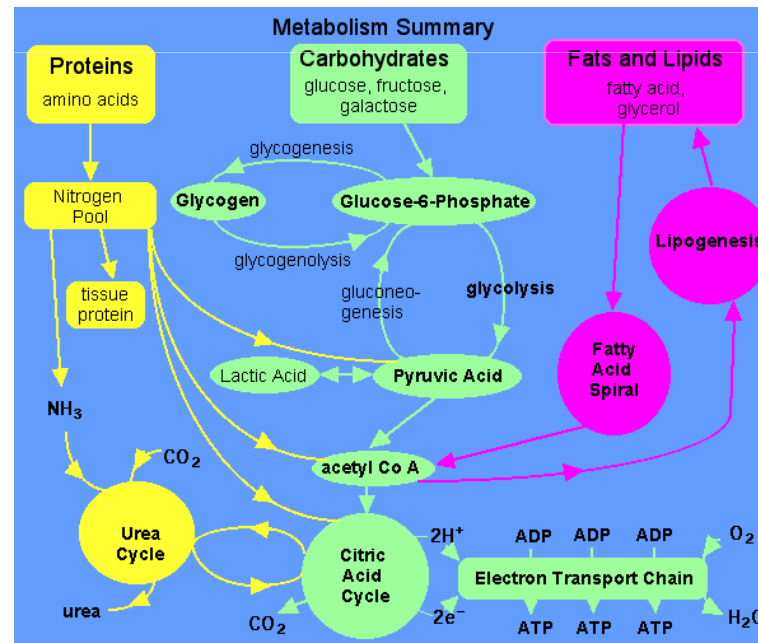 Metabolism Summary
Proteins
amino acids
Carbohydrates
glucose, fructose,
galactose
Fats and Lipids
fatty acid,
glycerol
glycogenesis
Nitrogen
Pool
Glycogen
Glucose-6-Phosphate
Lipogenesis
glycogenolysis
tissue
protein
gluconeo-
genesis
glycolysis
Fatty
Acid
Spiral
Lactic Acid
Pyruvic Acid
NH₃
CO₂
acetyl Co A
Urea
Cycle
Citric
Acid
Cycle
2H⁺
ADP ADP ADP
O₂
Electron Transport Chain
urea
CO₂
2e⁻
ATP ATP ATP
H₂O